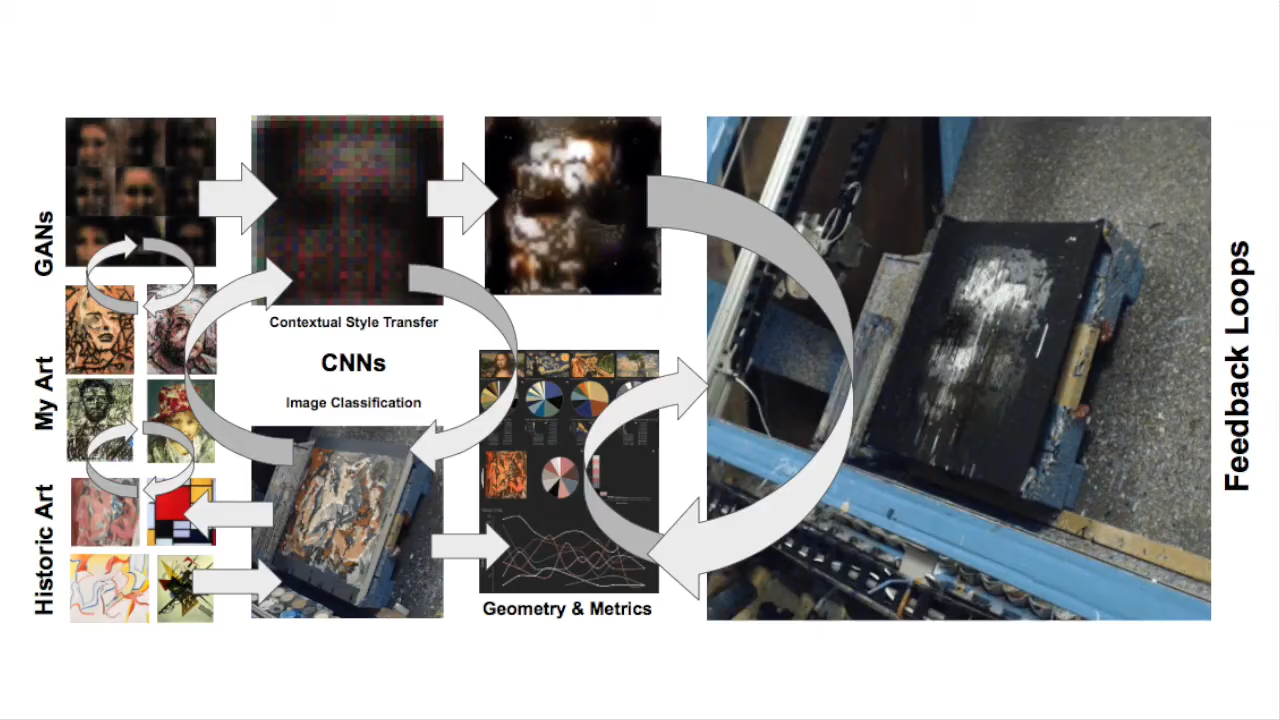 GANs
My Art
Historic Art
Contextual Style Transfer
CNNs
Image Classification
Geometry & Metrics
Feedback Loops